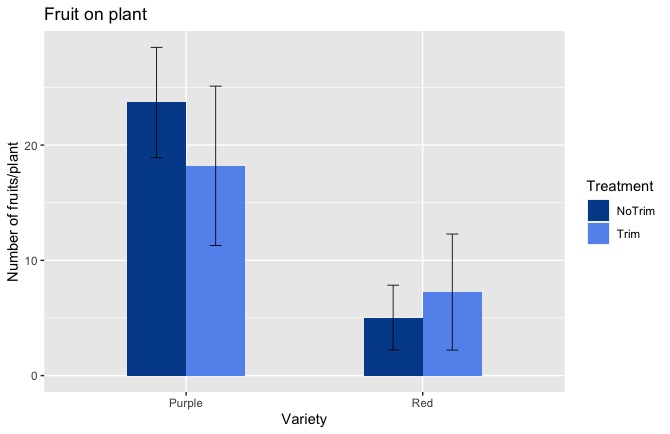 Fruit on plant
Number of fruits/plant
20
10
0
Purple
Red
Variety
Treatment
NoTrim
Trim